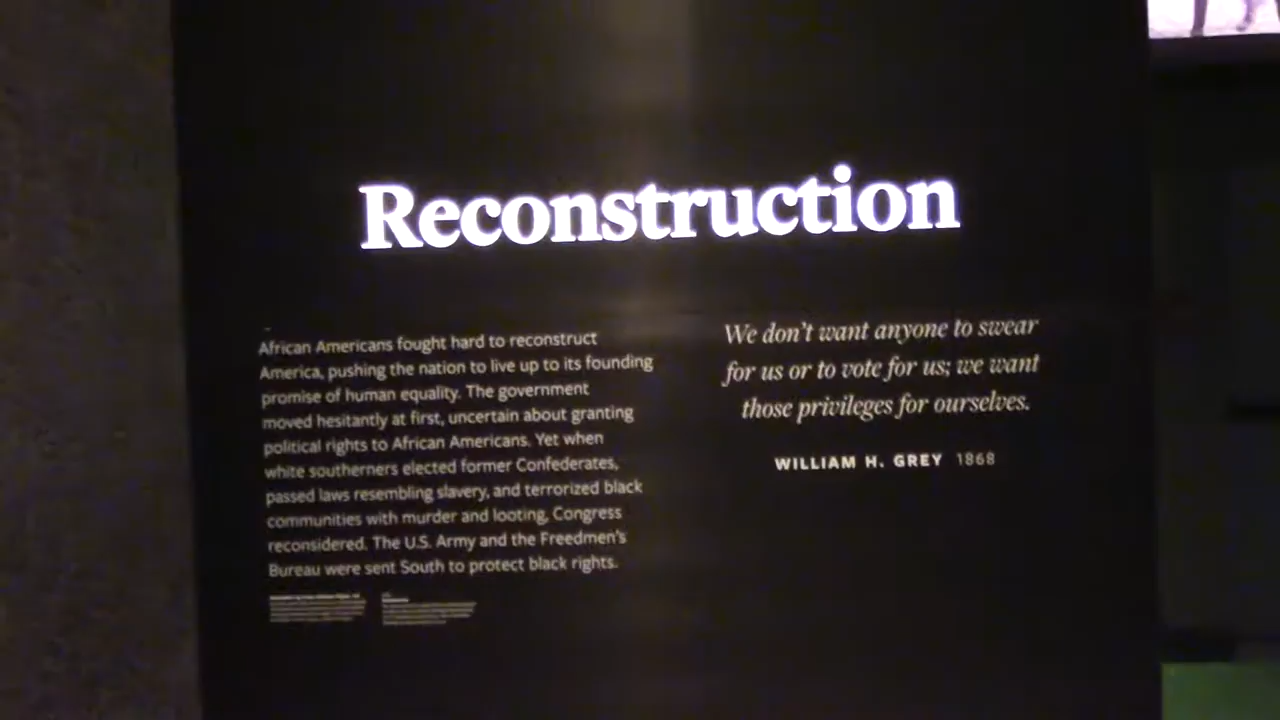 Reconstruction
African Americans fought hard to reconstruct
America, pushing the nation to live up to its founding
promise of human equality. The government
moved hesitantly at first, uncertain about granting
political rights to African Americans. Yet when
white southerners elected former Confederates,
passed laws resembling slavery, and terrorized black
communities with murder and looting, Congress
reconsidered. The U.S. Army and the Freedmen's
Bureau were sent South to protect black rights.
We don't want anyone to swear
for us or to vote for us; we want
those privileges for ourselves.
WILLIAM H. GREY 1868